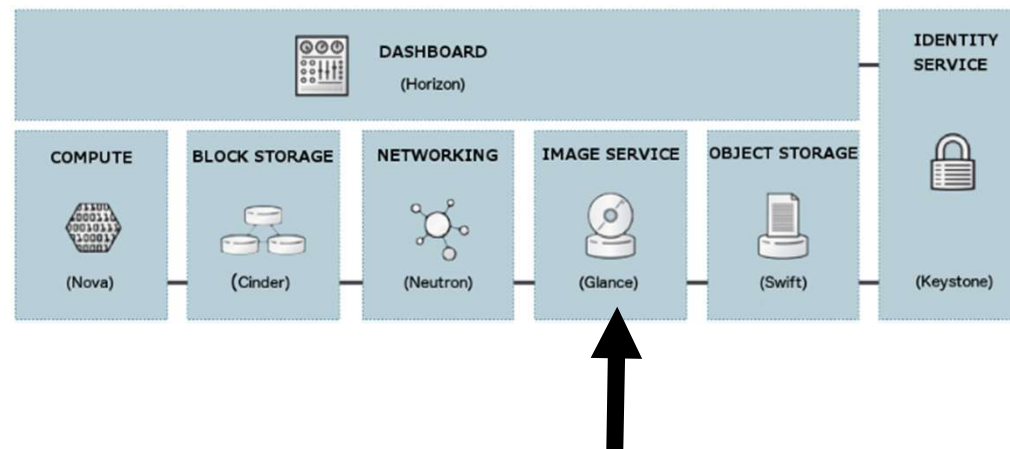 DASHBOARD
(Horizon)
IDENTITY
SERVICE
(Keystone)
COMPUTE
(Nova)
BLOCK STORAGE
(Cinder)
NETWORKING
(Neutron)
IMAGE SERVICE
(Glance)
OBJECT STORAGE
(Swift)